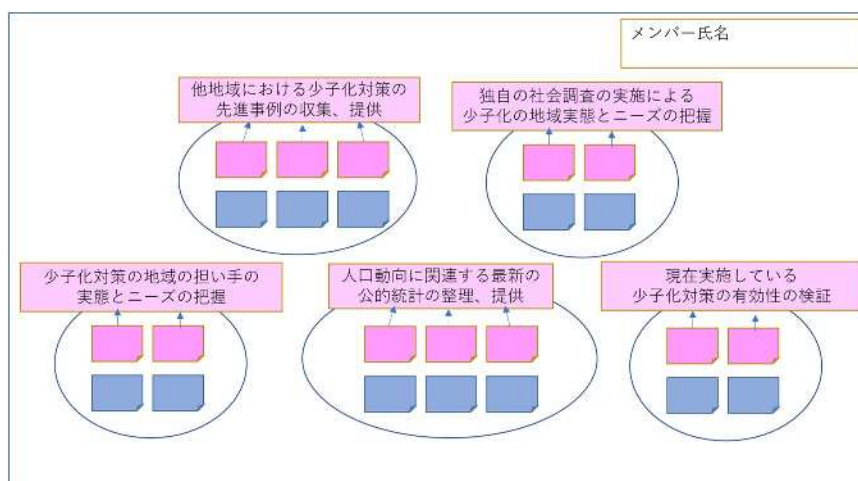 メンバー氏名
他地域における少子化対策の
先進事例の収集、提供
独自の社会調査の実施による
少子化の地域実態とニーズの把握
少子化対策の地域の担い手の
実態とニーズの把握
人口動向に関連する最新の
公的統計の整理、提供
現在実施している
少子化対策の有効性の検証